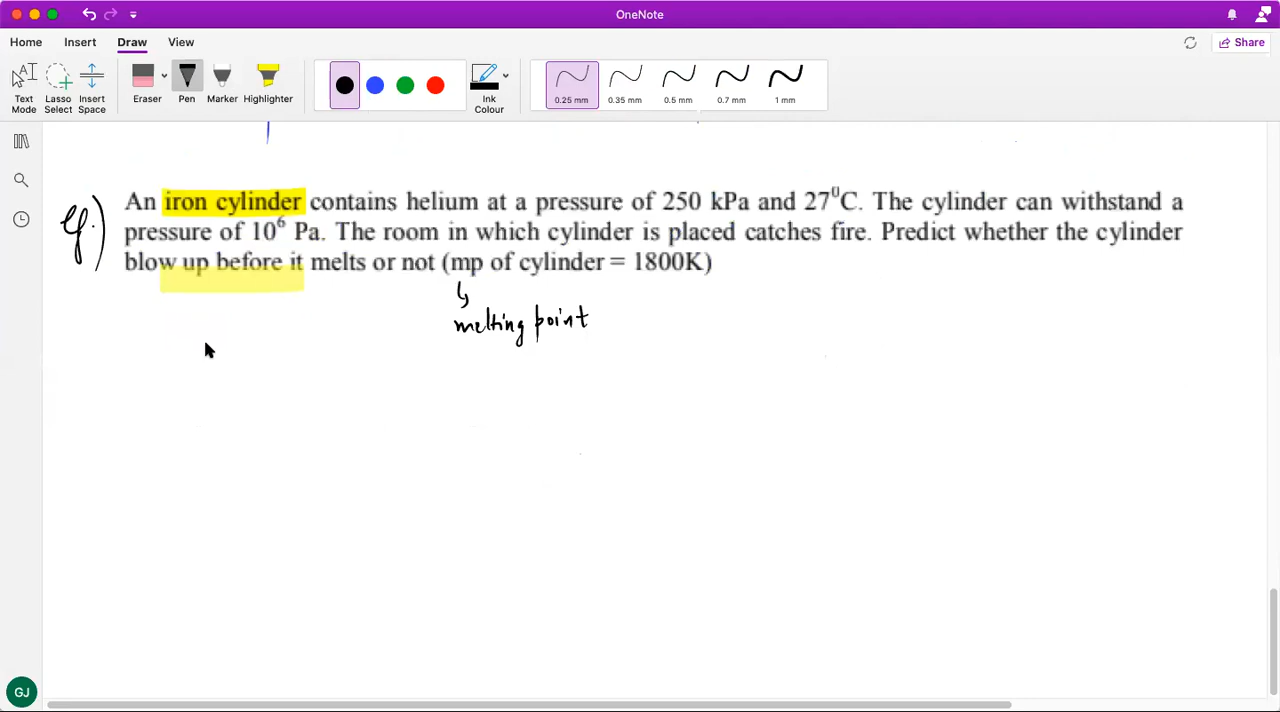 OneNote
Home Insert Draw View
Share
Text Mode
Lasso Select
Insert Space
Eraser
Pen
Marker
Highlighter
Ink Colour
0.25 mm
0.35 mm
0.5 mm
0.7 mm
1 mm
An iron cylinder contains helium at a pressure of 250 kPa and 27⁰C. The cylinder can withstand a
pressure of 10⁶ Pa. The room in which cylinder is placed catches fire. Predict whether the cylinder
blow up before it melts or not (mp of cylinder = 1800K)
melting point
GJ